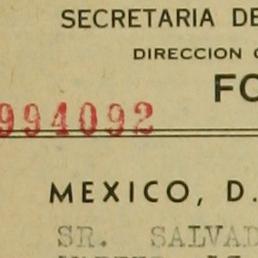 SECRETARIA DE
DIRECCION
FO
994092
MEXICO, D.
SR. SALVAD